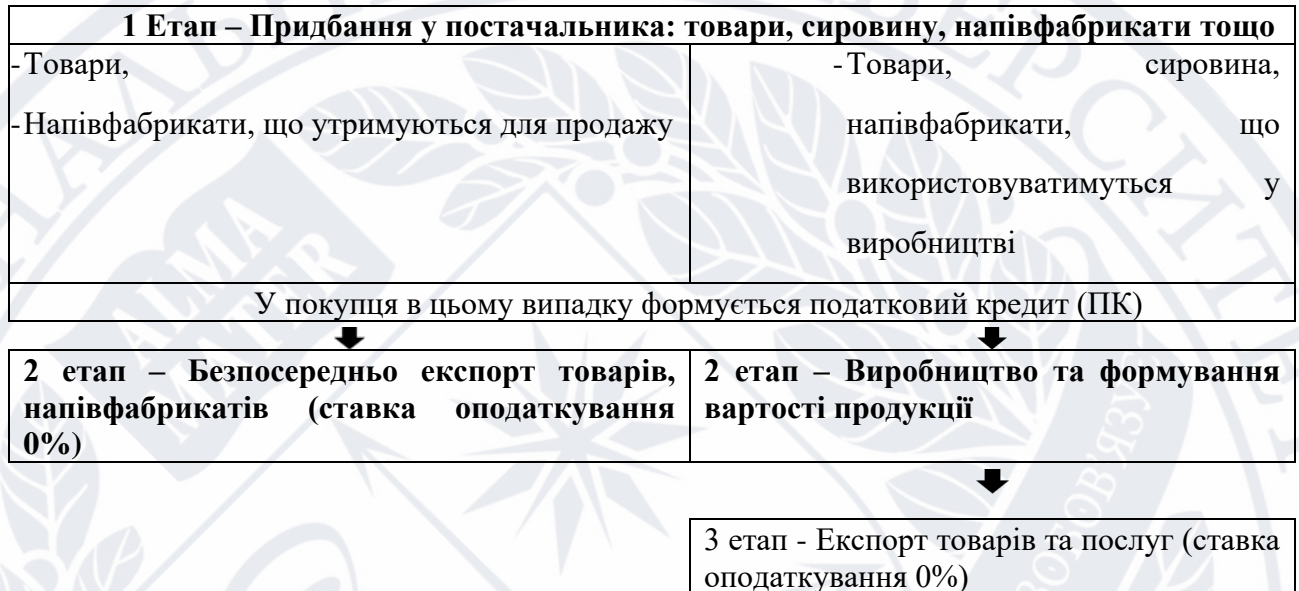 1 Етап – Придбання у постачальника: товари, сировину, напівфабрикати тощо
-Товари,
-Напівфабрикати, що утримуються для продажу
-Товари, сировина,
напівфабрикати, що
використовуватимуться у
виробництві
У покупця в цьому випадку формується податковий кредит (ПК)
2 етап – Безпосередньо експорт товарів,
напівфабрикатів (ставка оподаткування
0%)
2 етап – Виробництво та формування
вартості продукції
3 етап - Експорт товарів та послуг (ставка
оподаткування 0%)
ALMA
MATER